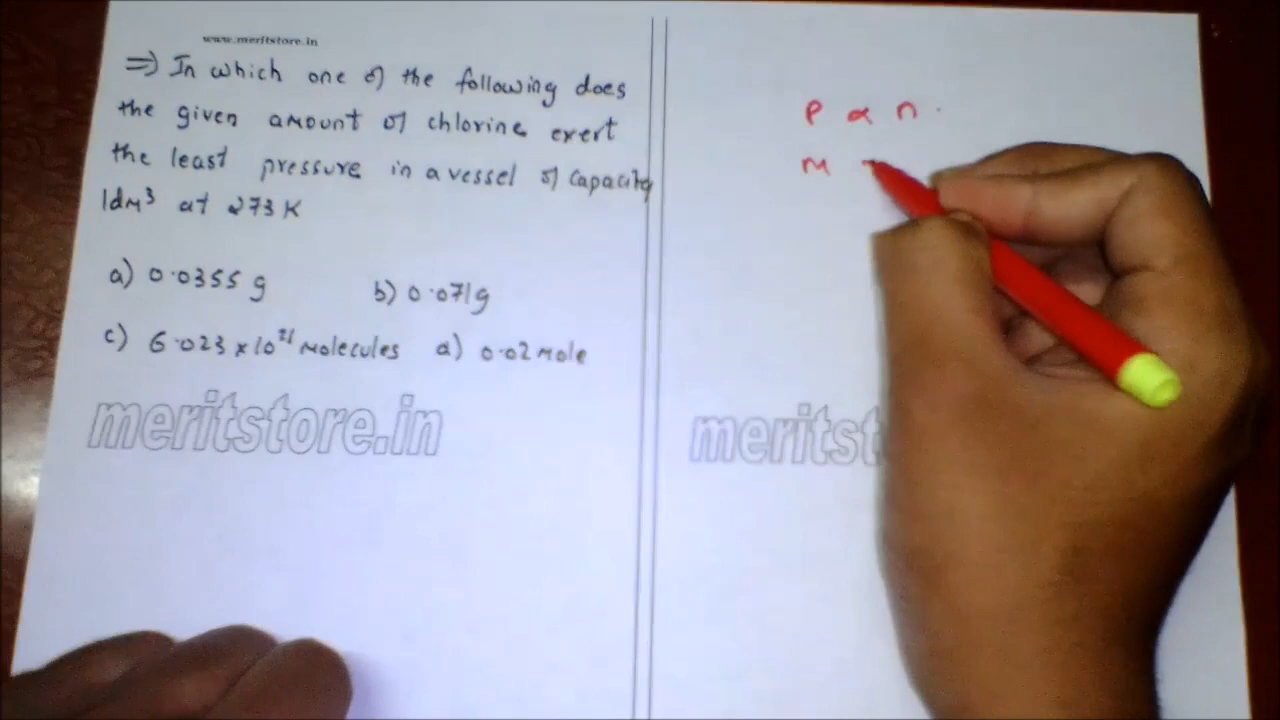 www.meritstore.in
⇒ In which one of the following does
the given amount of chlorine exert
the least pressure in a vessel of capacity
1dm³ at 273 K
a) 0.0355 g b) 0.071g
c) 6.023 × 10²¹ molecules a) 0.02 mole
meritstore.in
P ∝ n.
M
meritst